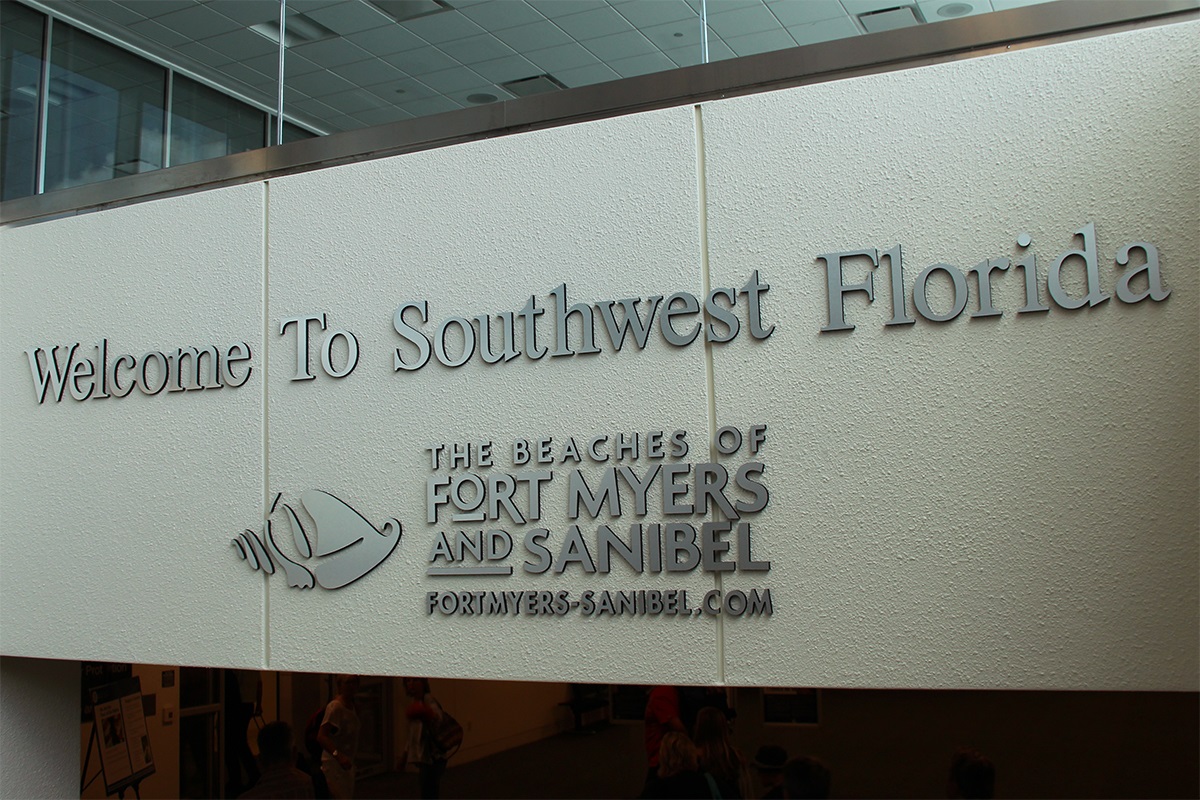 Welcome To Southwest Florida
THE BEACHES OF
FORT MYERS
AND SANIBEL
FORTMYERS-SANIBEL.COM